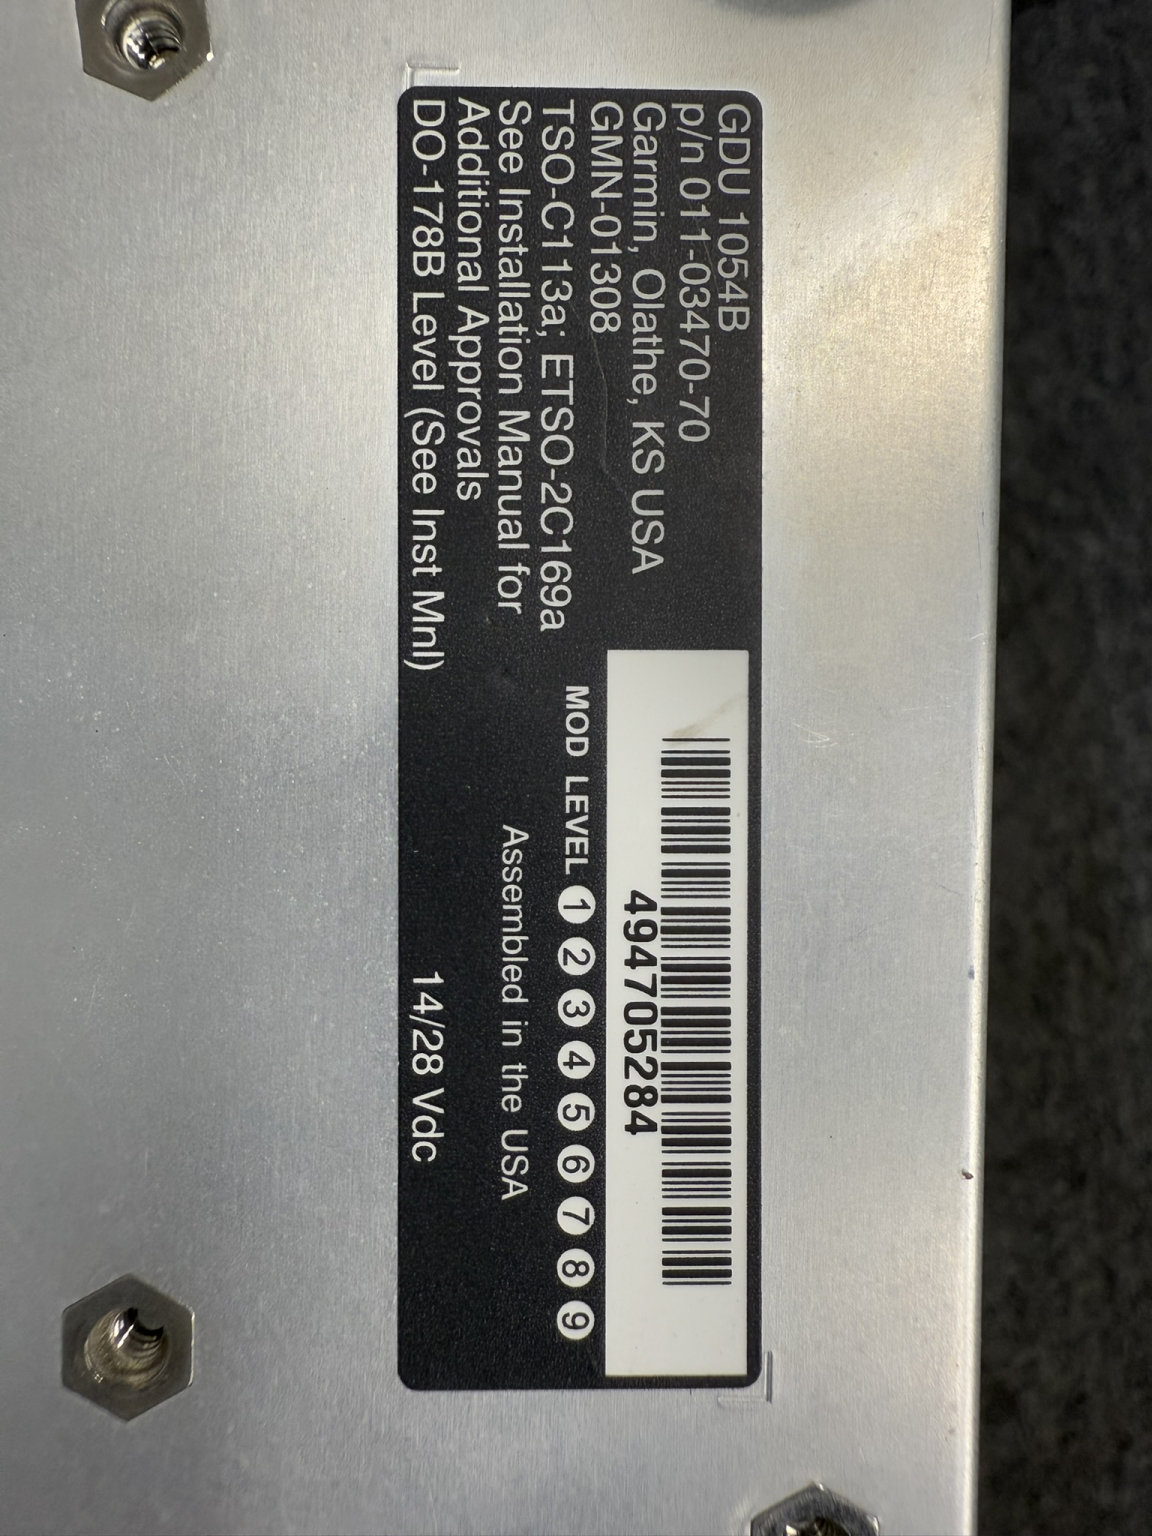 GDU 1054B
p/n 011-03470-70
Garmin, Olathe, KS USA
GMN-01308
TSO-C113a; ETSO-2C169a
See Installation Manual for
Additional Approvals
DO-178B Level (See Inst Mnl)
494705284
MOD LEVEL 1 2 3 4 5 6 7 8 9
Assembled in the USA
14/28 Vdc